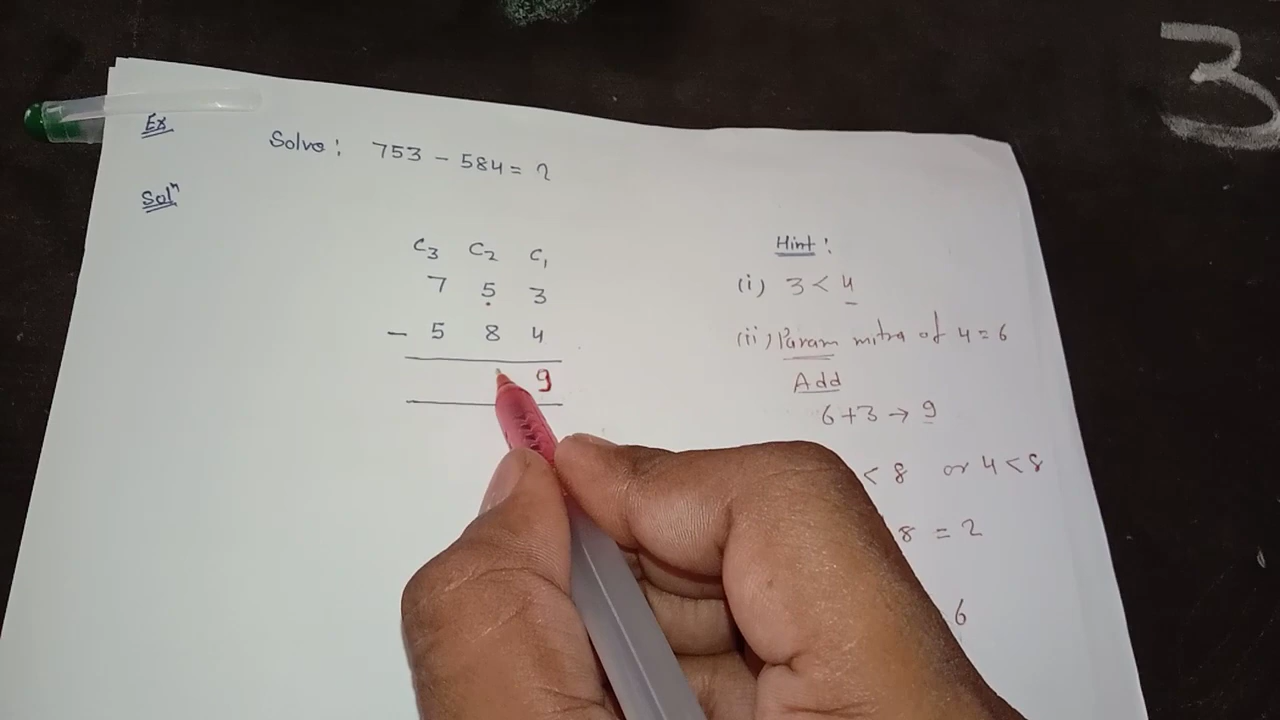 3
Ex
Solve: 753 - 584 = ?
Solⁿ
C₃ C₂ C₁
7 5 3
- 5 8 4
9
Hint:
(i) 3 < 4
(ii) Param mitra of 4 = 6
Add
6+3 → 9
< 8 or 4 < 8
8 = 2
6